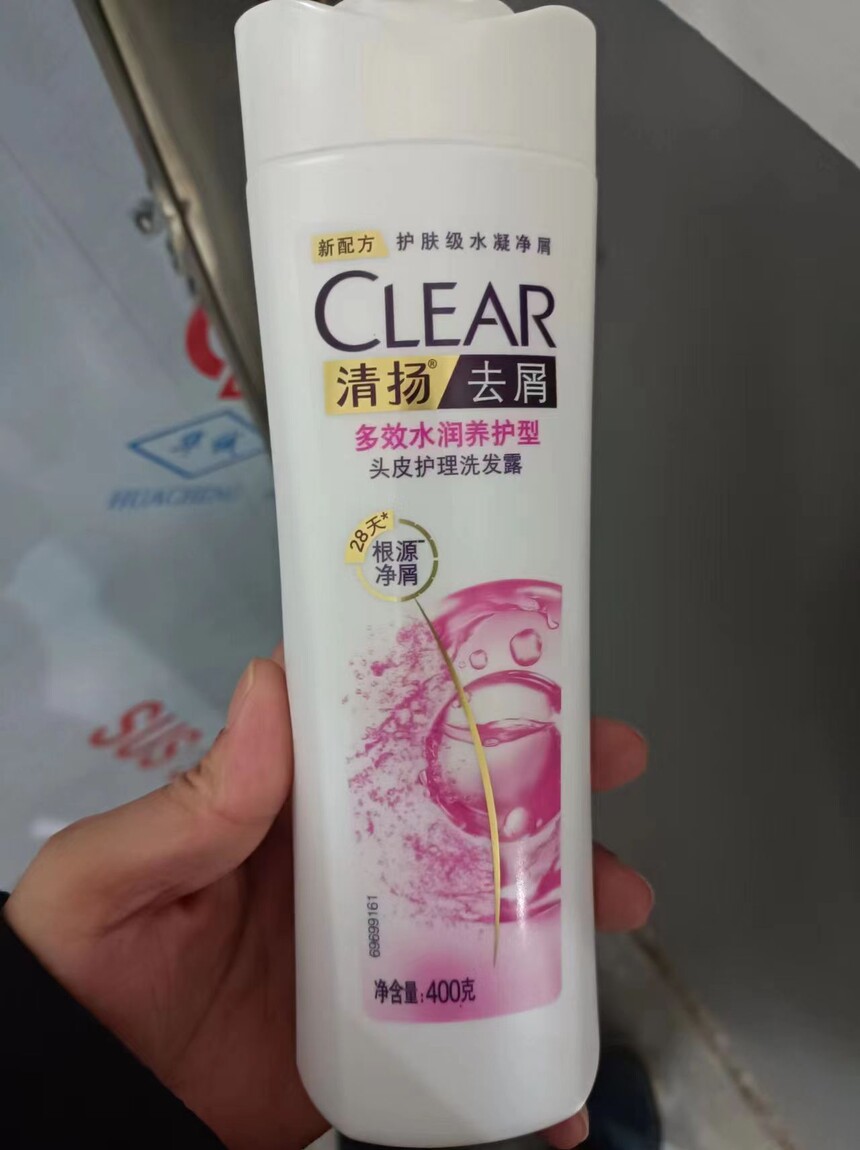 新配方 护肤级水凝净屑
CLEAR
清扬® 去屑
多效水润养护型
头皮护理洗发露
28天*
根源
净屑
69699161
净含量:400克
HUACHENG
SUS